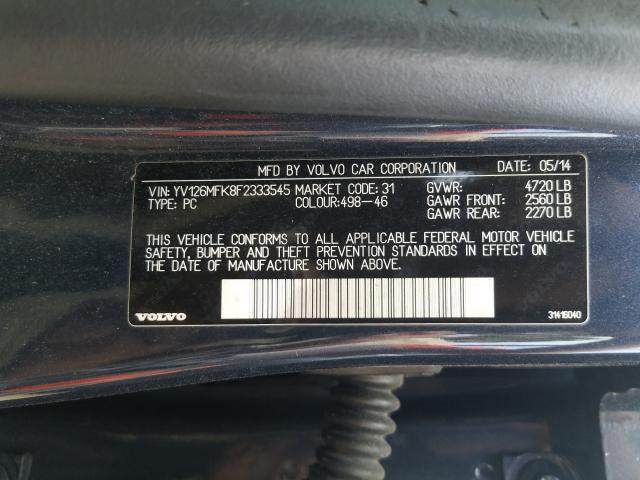 MFD BY VOLVO CAR CORPORATION DATE: 05/14
VIN: YV126MFK8F2333545 MARKET CODE: 31 GVWR: 4720 LB
TYPE: PC COLOUR:498-46 GAWR FRONT: 2560 LB
GAWR REAR: 2270 LB
THIS VEHICLE CONFORMS TO ALL APPLICABLE FEDERAL MOTOR VEHICLE
SAFETY, BUMPER AND THEFT PREVENTION STANDARDS IN EFFECT ON
THE DATE OF MANUFACTURE SHOWN ABOVE.
VOLVO 31416040